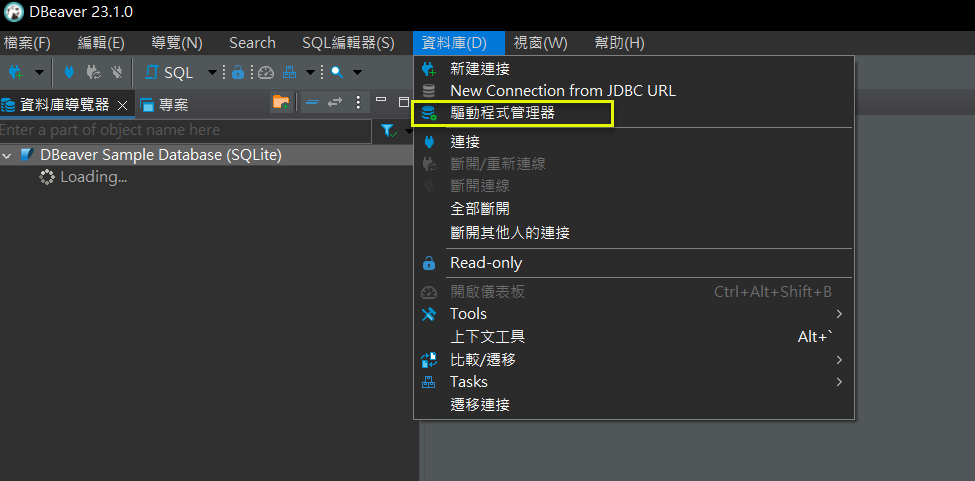 DBeaver 23.1.0
檔案(F) 編輯(E) 導覽(N) Search SQL編輯器(S) 資料庫(D) 視窗(W) 幫助(H)
SQL
資料庫導覽器 專案
Enter a part of object name here
DBeaver Sample Database (SQLite)
Loading...
新建連接
New Connection from JDBC URL
驅動程式管理器
連接
斷開/重新連線
斷開連線
全部斷開
斷開其他人的連接
Read-only
開啟儀表板 Ctrl+Alt+Shift+B
Tools
上下文工具 Alt+`
比較/遷移
Tasks
遷移連接